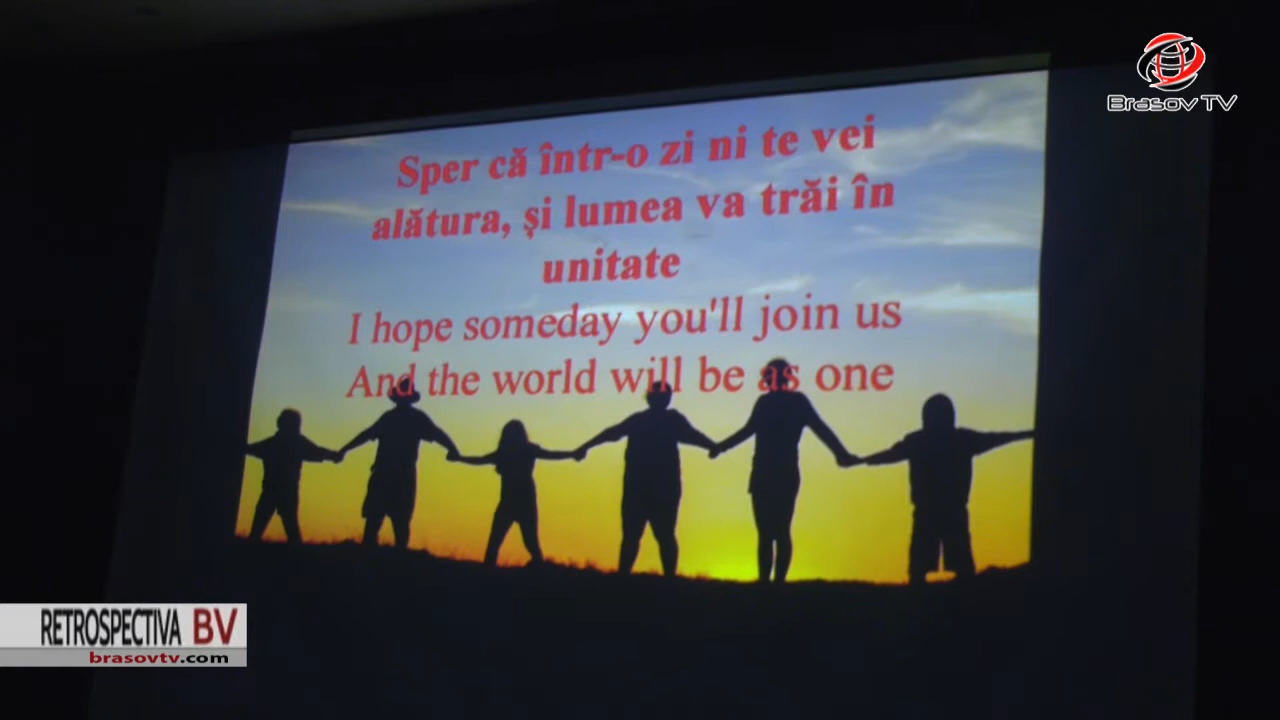 Brasov TV
Sper că într-o zi ni te vei
alătura, și lumea va trăi în
unitate
I hope someday you'll join us
And the world will be as one
RETROSPECTIVA BV
brasovtv.com